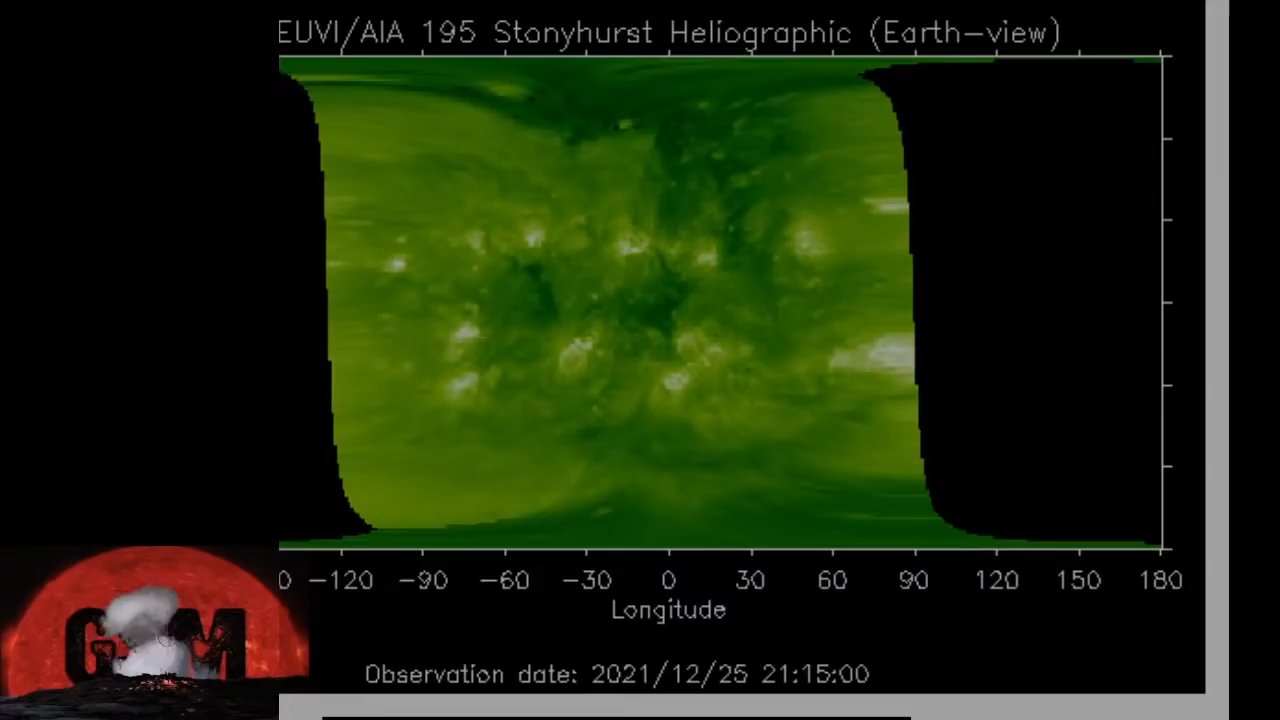 EUVI/AIA 195 Stonyhurst Heliographic (Earth-view)
0 -120 -90 -60 -30 0 30 60 90 120 150 180
Longitude
Observation date: 2021/12/25 21:15:00